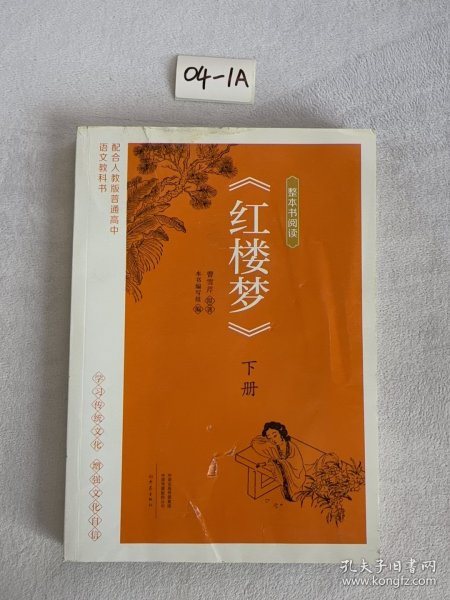 04-1A
配合人教版普通高中
语文教科书
整本书阅读
《红楼梦》
曹雪芹 原著
本书编写组 编
下册
学习传统文化 增强文化自信
孔夫子旧书网
www.kongfz.com